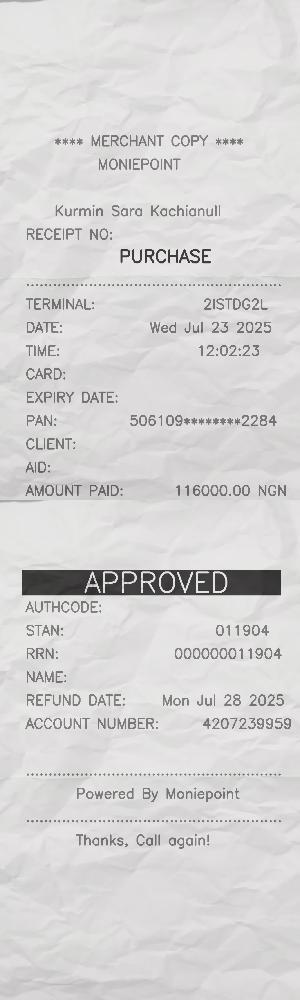 **** MERCHANT COPY ****
MONIEPOINT
Kurmin Sara Kachianull
RECEIPT NO:
PURCHASE
TERMINAL: 2ISTDG2L
DATE: Wed Jul 23 2025
TIME: 12:02:23
CARD:
EXPIRY DATE:
PAN: 506109********2284
CLIENT:
AID:
AMOUNT PAID: 116000.00 NGN
APPROVED
AUTHCODE:
STAN: 011904
RRN: 000000011904
NAME:
REFUND DATE: Mon Jul 28 2025
ACCOUNT NUMBER: 4207239959
Powered By Moniepoint
Thanks, Call again!